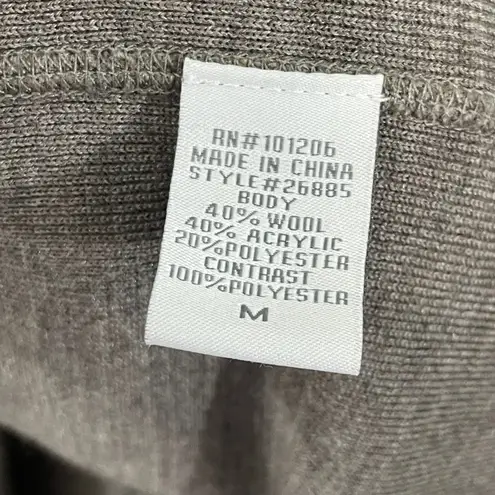 RN#101206
MADE IN CHINA
STYLE#26885
BODY
40% WOOL
40% ACRYLIC
20%POLYESTER
CONTRAST
100%POLYESTER
M